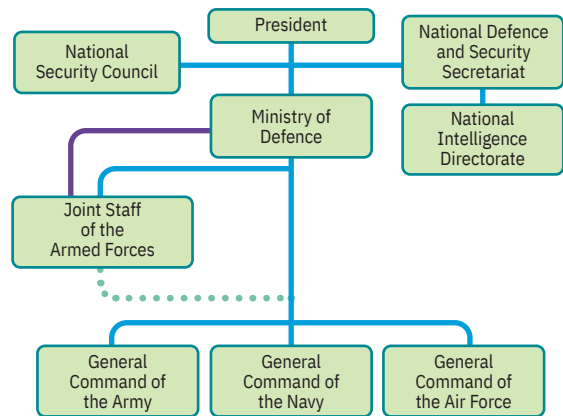 President
National
Security Council
National Defence
and Security
Secretariat
Ministry of
Defence
National
Intelligence
Directorate
Joint Staff
of the
Armed Forces
General
Command of
the Army
General
Command of
the Navy
General
Command of
the Air Force